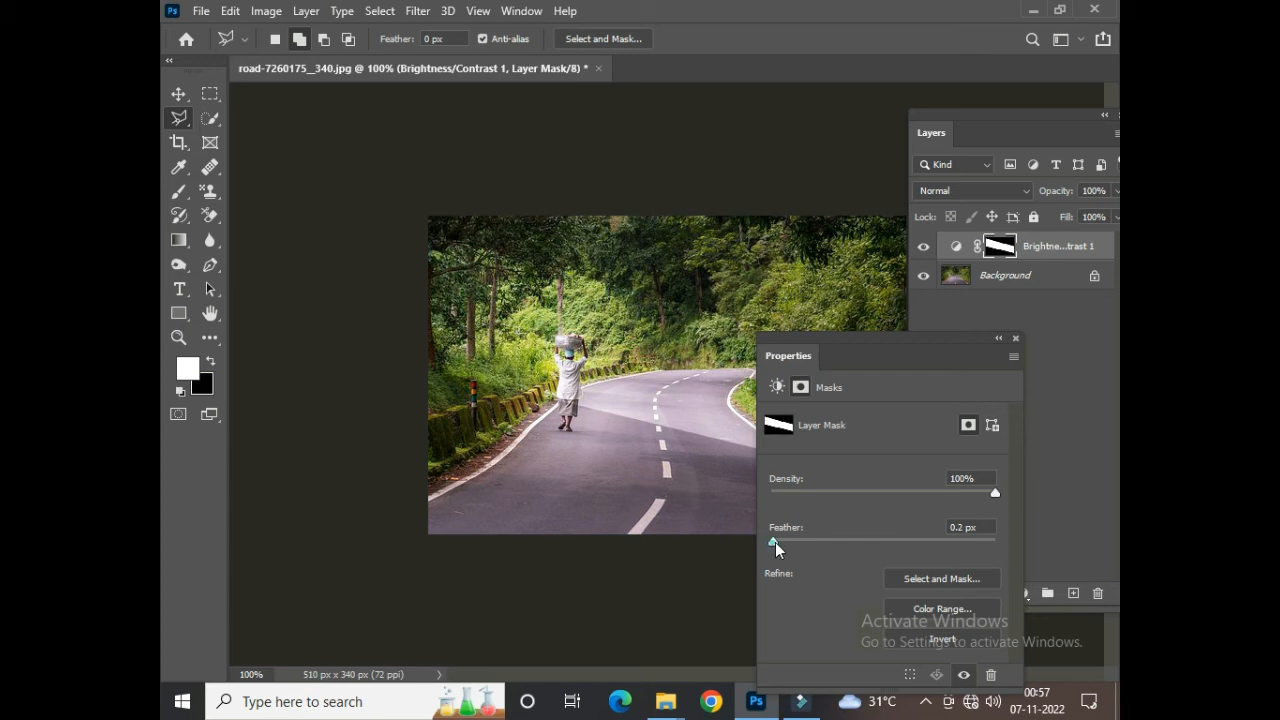 Ps File Edit Image Layer Type Select Filter 3D View Window Help
Feather: 0 px Anti-alias Select and Mask...
road-7260175__340.jpg @ 100% (Brightness/Contrast 1, Layer Mask/8) * ×
Layers
Kind
Normal Opacity: 100%
Lock: Fill: 100%
Brightne...trast 1
Background
Properties
Masks
Layer Mask
Density: 100%
Feather: 0.2 px
Refine: Select and Mask...
Color Range...
Invert
Activate Windows
Go to Settings to activate Windows.
100% 510 px x 340 px (72 ppi)
Type here to search
Ps
31°C
00:57
07-11-2022